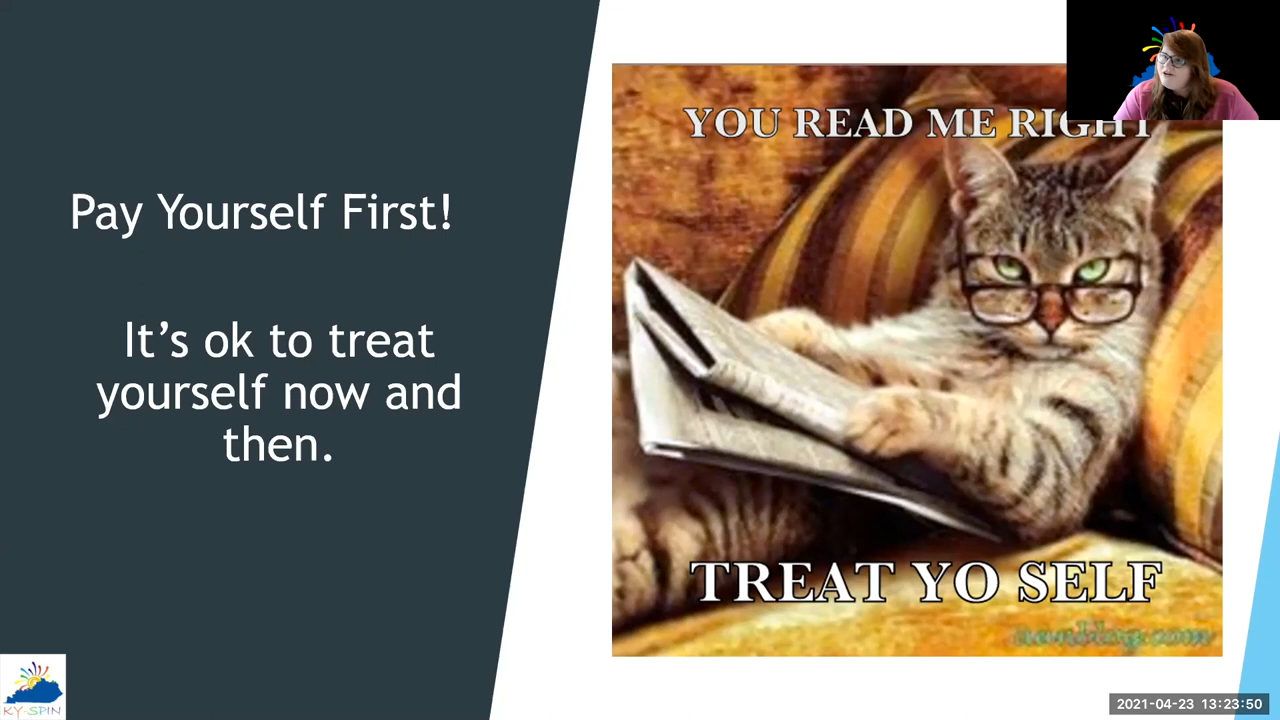 Pay Yourself First!
It's ok to treat
yourself now and
then.
YOU READ ME RIGHT
TREAT YO SELF
KY-SPIN
2021-04-23 13:23:50